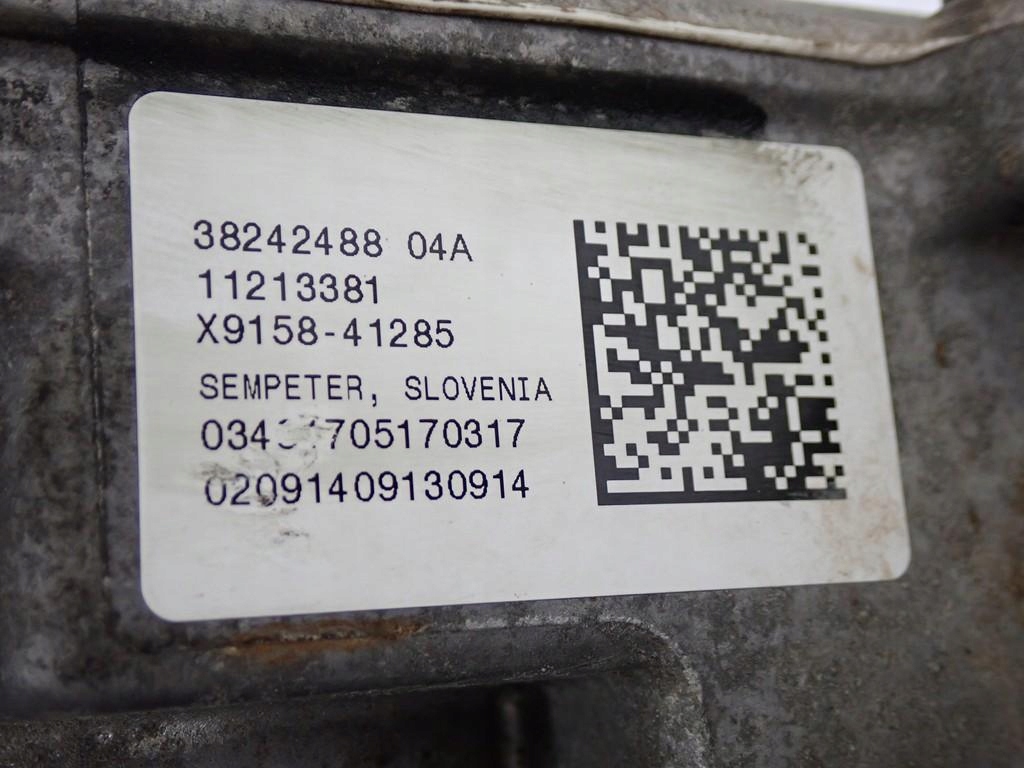 38242488 04A
11213381
X9158-41285
SEMPETER, SLOVENIA
02091409130914